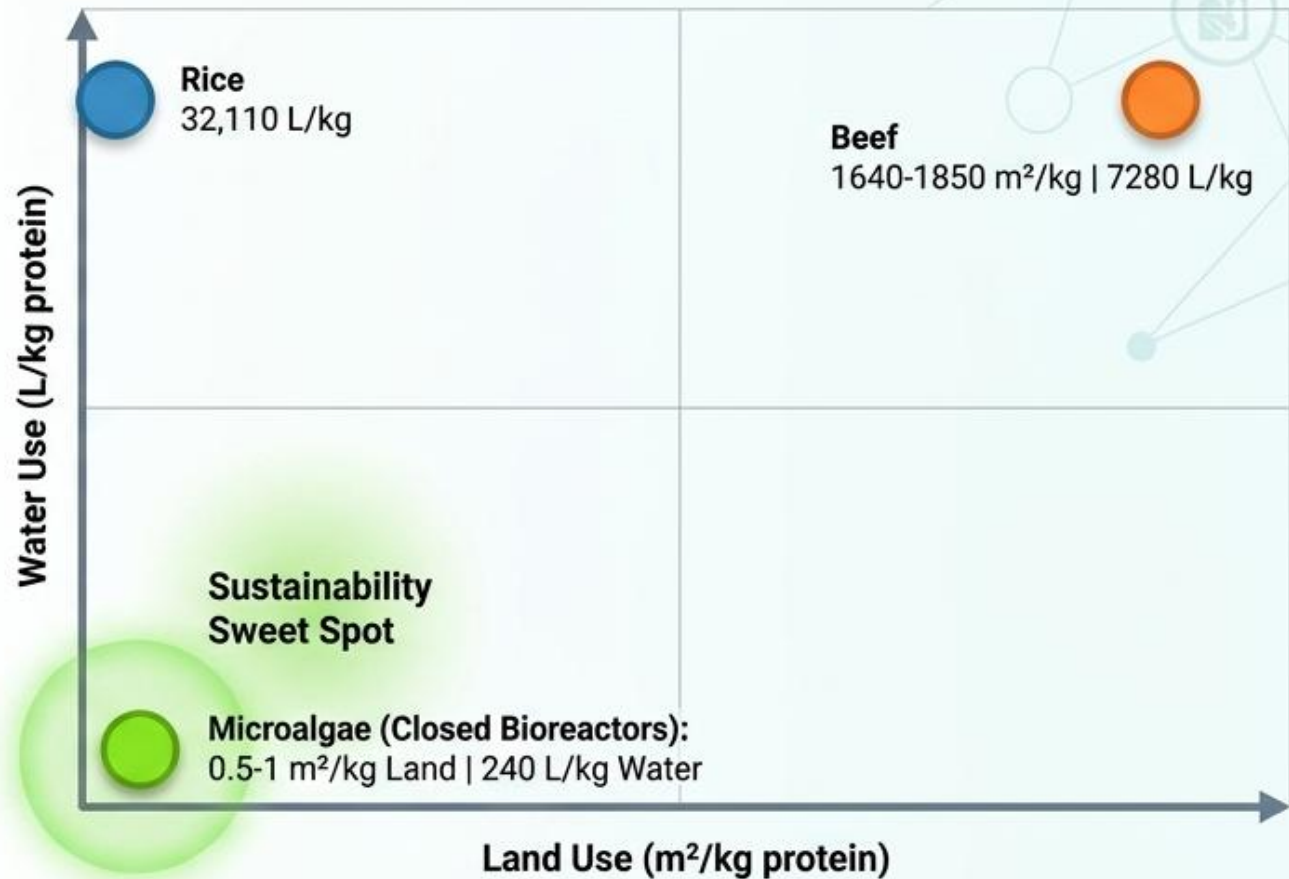 Rice
32,110 L/kg
Beef
1640-1850 m²/kg | 7280 L/kg
Water Use (L/kg protein)
Sustainability
Sweet Spot
Microalgae (Closed Bioreactors):
0.5-1 m²/kg Land | 240 L/kg Water
Land Use (m²/kg protein)